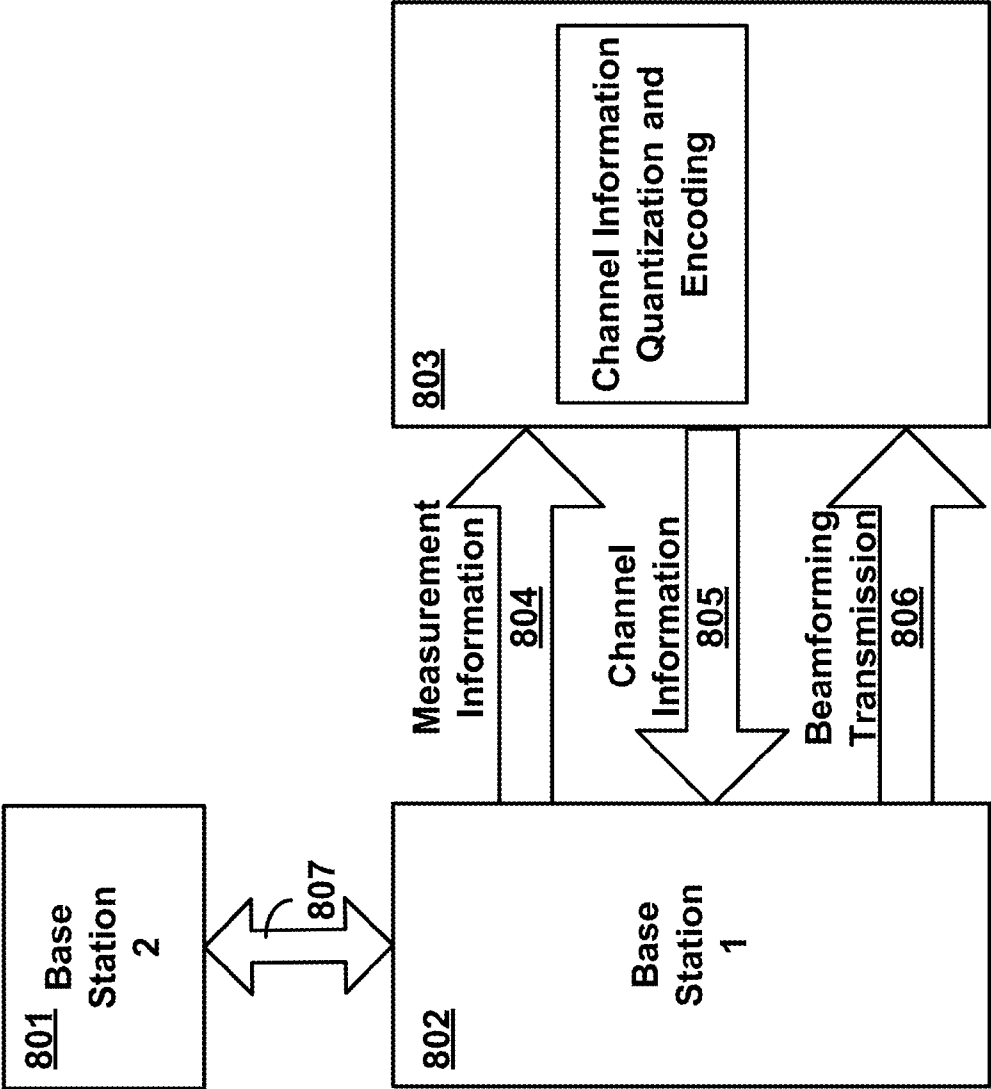 801
Base
Station
2
807
802
Base
Station
1
Measurement
Information
804
Channel
Information
805
Beamforming
Transmission
806
803
Channel Information
Quantization and
Encoding